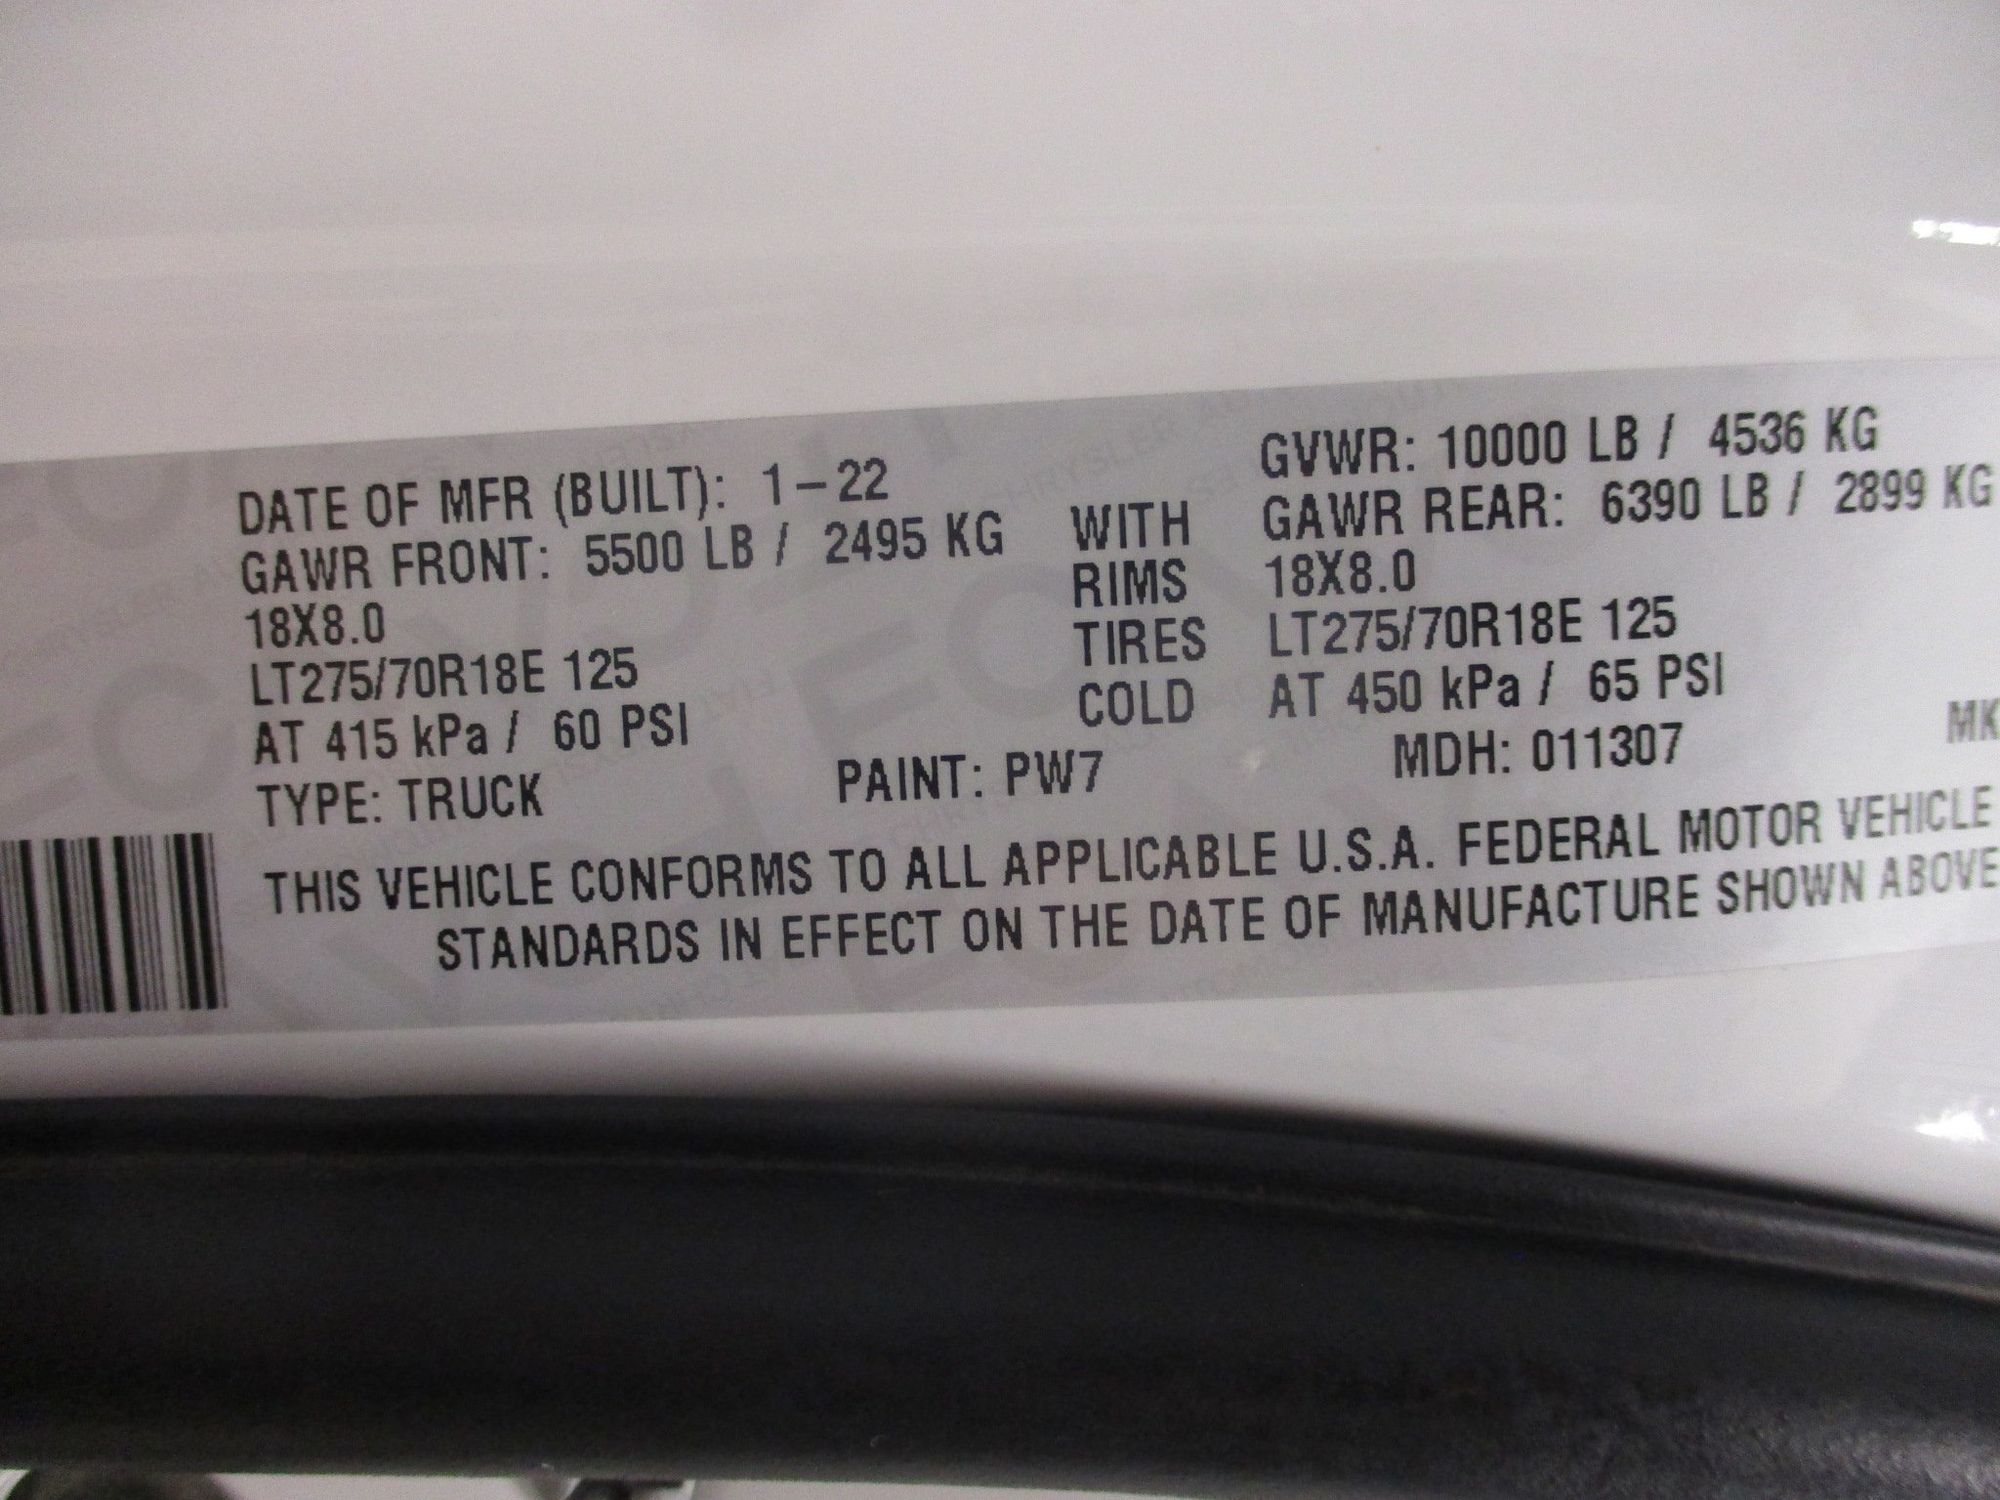 DATE OF MFR (BUILT): 1-22 GVWR: 10000 LB / 4536 KG
GAWR FRONT: 5500 LB / 2495 KG WITH GAWR REAR: 6390 LB / 2899 KG
18X8.0 RIMS 18X8.0
LT275/70R18E 125 TIRES LT275/70R18E 125
AT 415 kPa / 60 PSI COLD AT 450 kPa / 65 PSI
TYPE: TRUCK PAINT: PW7 MDH: 011307 MK
THIS VEHICLE CONFORMS TO ALL APPLICABLE U.S.A. FEDERAL MOTOR VEHICLE
STANDARDS IN EFFECT ON THE DATE OF MANUFACTURE SHOWN ABOVE